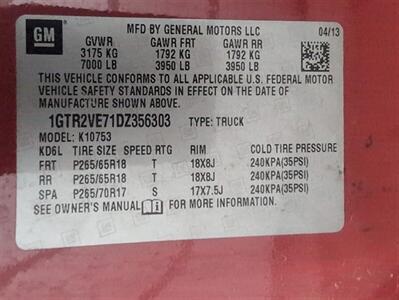 GM
MFD BY GENERAL MOTORS LLC 04/13
GVWR GAWR FRT GAWR RR
3175 KG 1792 KG 1792 KG
7000 LB 3950 LB 3950 LB
THIS VEHICLE CONFORMS TO ALL APPLICABLE U.S. FEDERAL MOTOR
VEHICLE SAFETY STANDARDS IN EFFECT ON THE DATE OF
MANUFACTURE SHOWN ABOVE.
1GTR2VE71DZ356303 TYPE: TRUCK
MODEL: K10753
KD6L TIRE SIZE SPEED RTG RIM COLD TIRE PRESSURE
FRT P265/65R18 T 18X8J 240KPA(35PSI)
RR P265/65R18 T 18X8J 240KPA(35PSI)
SPA P265/70R17 S 17X7.5J 240KPA(35PSI)
SEE OWNER'S MANUAL FOR MORE INFORMATION.